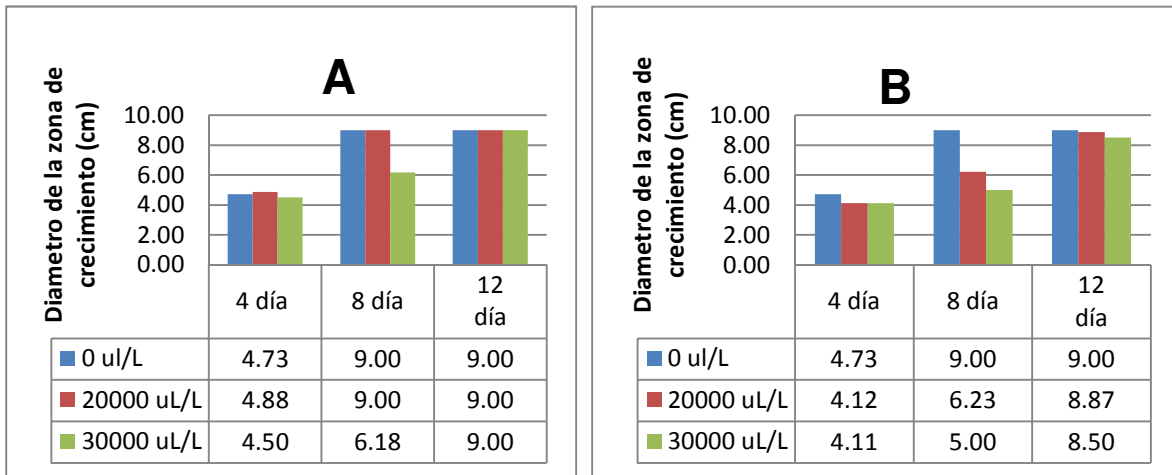 A
Diametro de la zona de
crecimiento (cm)
10.00
8.00
6.00
4.00
2.00
0.00
4 día 8 día 12
día
0 ul/L 4.73 9.00 9.00
20000 uL/L 4.88 9.00 9.00
30000 uL/L 4.50 6.18 9.00
B
Diametro de la zona de
crecimiento (cm)
10.00
8.00
6.00
4.00
2.00
0.00
4 día 8 día 12
día
0 ul/L 4.73 9.00 9.00
20000 uL/L 4.12 6.23 8.87
30000 uL/L 4.11 5.00 8.50